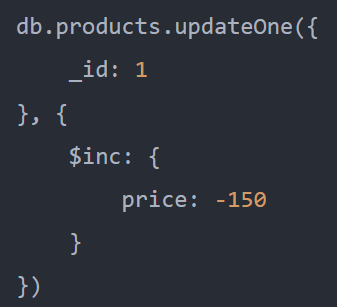 db.products.updateOne({
    _id: 1
}, {
    $inc: {
        price: -150
    }
})